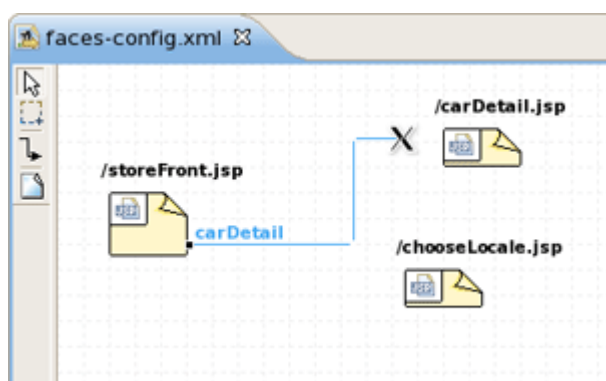 faces-config.xml
/carDetail.jsp
/storeFront.jsp
carDetail
/chooseLocale.jsp